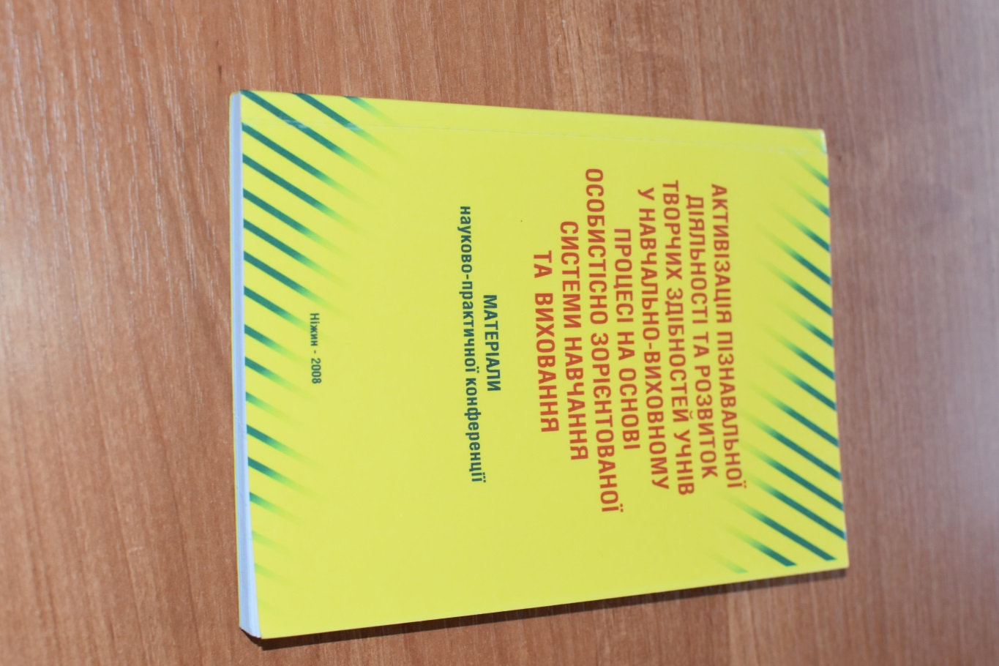 АКТИВІЗАЦІЯ ПІЗНАВАЛЬНОЇ
ДІЯЛЬНОСТІ ТА РОЗВИТОК
ТВОРЧИХ ЗДІБНОСТЕЙ УЧНІВ
У НАВЧАЛЬНО-ВИХОВНОМУ
ПРОЦЕСІ НА ОСНОВІ
ОСОБИСТІСНО ЗОРІЄНТОВАНОЇ
СИСТЕМИ НАВЧАННЯ
ТА ВИХОВАННЯ
МАТЕРІАЛИ
науково-практичної конференції
Ніжин - 2008